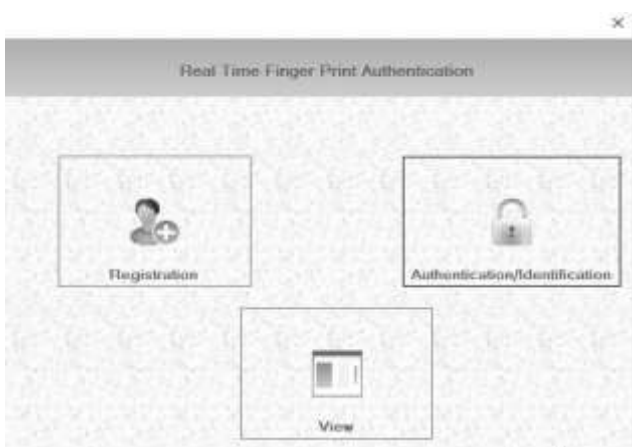 Real Time Finger Print Authentication
Registration
Authentication/Identification
View